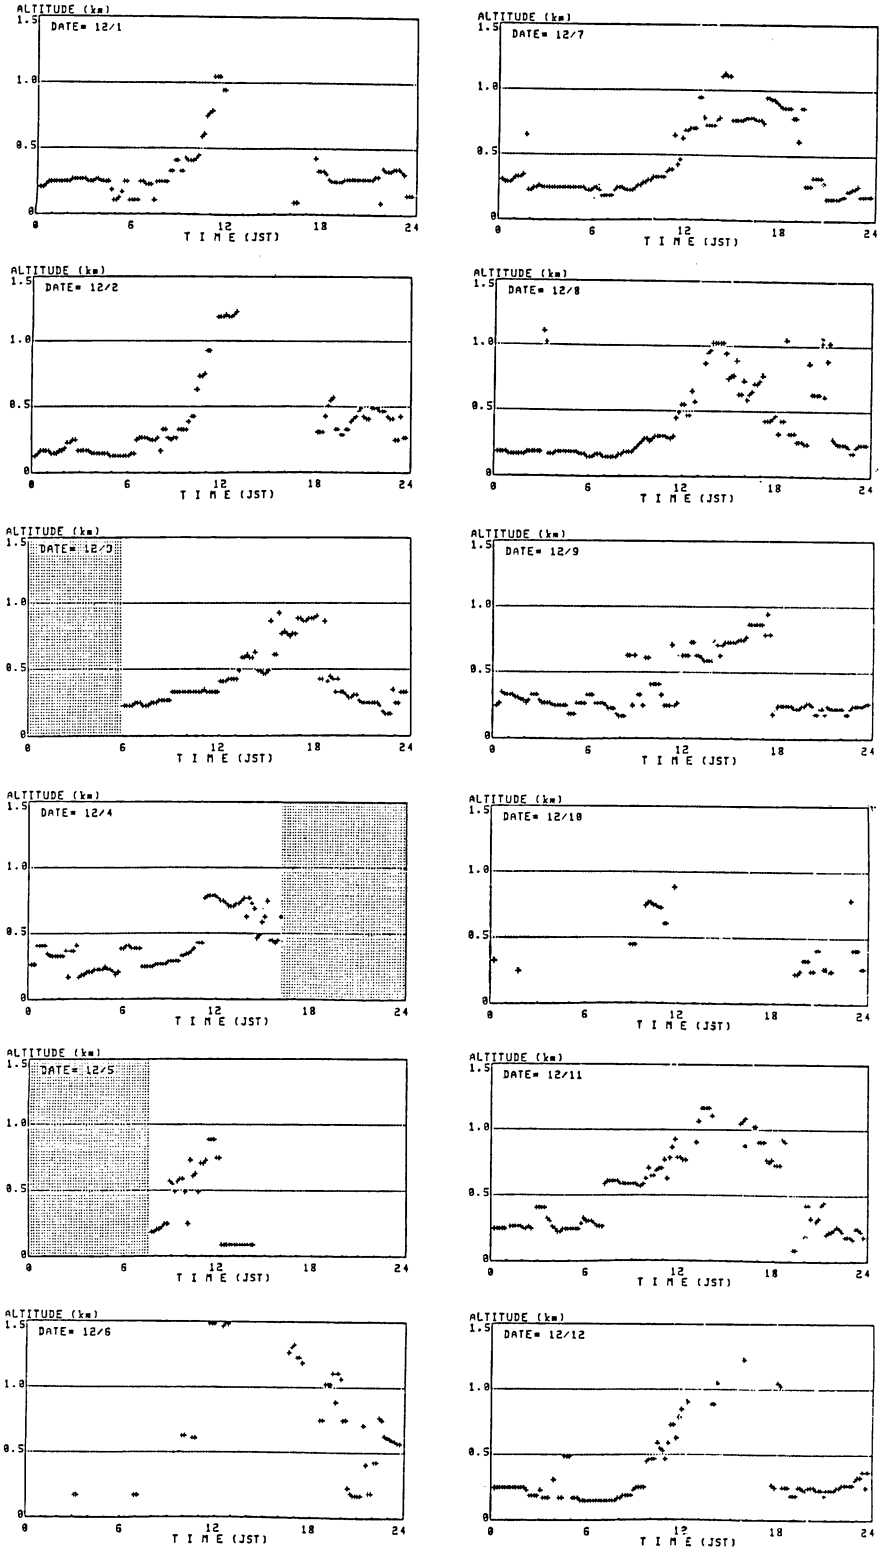 ALTITUDE (km)
1.5
DATE= 12/1
1.0
0.5
0
0 6 12 18 24
T I M E (JST)
ALTITUDE (km)
1.5
DATE= 12/2
1.0
0.5
0
0 6 12 18 24
T I M E (JST)
ALTITUDE (km)
1.5
DATE= 12/3
1.0
0.5
0
0 6 12 18 24
T I M E (JST)
ALTITUDE (km)
1.5
DATE= 12/4
1.0
0.5
0
0 6 12 18 24
T I M E (JST)
ALTITUDE (km)
1.5
DATE= 12/5
1.0
0.5
0
0 6 12 18 24
T I M E (JST)
ALTITUDE (km)
1.5
DATE= 12/6
1.0
0.5
0
0 6 12 18 24
T I M E (JST)
ALTITUDE (km)
1.5
DATE= 12/7
1.0
0.5
0
0 6 12 18 24
T I M E (JST)
ALTITUDE (km)
1.5
DATE= 12/8
1.0
0.5
0
0 6 12 18 24
T I M E (JST)
ALTITUDE (km)
1.5
DATE= 12/9
1.0
0.5
0
0 6 12 18 24
T I M E (JST)
ALTITUDE (km)
1.5
DATE= 12/10
1.0
0.5
0
0 6 12 18 24
T I M E (JST)
ALTITUDE (km)
1.5
DATE= 12/11
1.0
0.5
0
0 6 12 18 24
T I M E (JST)
ALTITUDE (km)
1.5
DATE= 12/12
1.0
0.5
0
0 6 12 18 24
T I M E (JST)